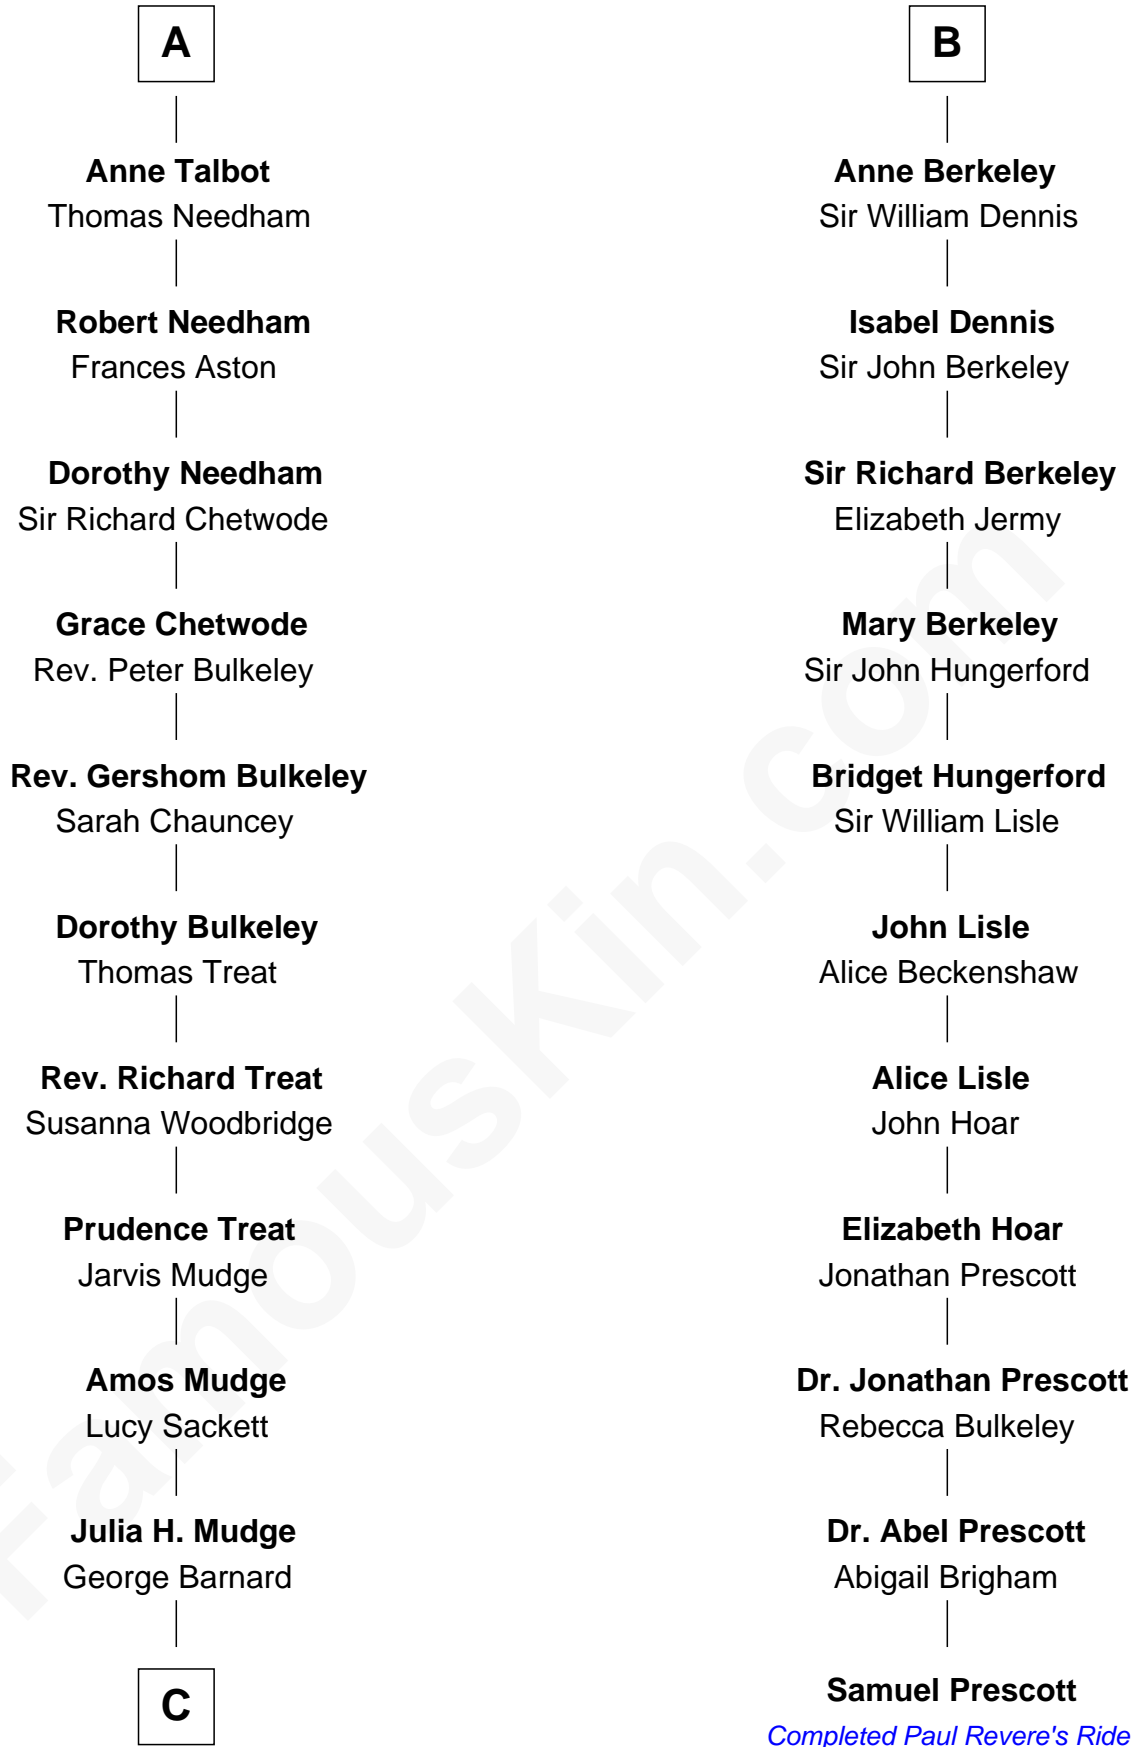 A
Anne Talbot
Thomas Needham
Robert Needham
Frances Aston
Dorothy Needham
Sir Richard Chetwode
Grace Chetwode
Rev. Peter Bulkeley
Rev. Gershom Bulkeley
Sarah Chauncey
Dorothy Bulkeley
Thomas Treat
Rev. Richard Treat
Susanna Woodbridge
Prudence Treat
Jarvis Mudge
Amos Mudge
Lucy Sackett
Julia H. Mudge
George Barnard
C
B
Anne Berkeley
Sir William Dennis
Isabel Dennis
Sir John Berkeley
Sir Richard Berkeley
Elizabeth Jermy
Mary Berkeley
Sir John Hungerford
Bridget Hungerford
Sir William Lisle
John Lisle
Alice Beckenshaw
Alice Lisle
John Hoar
Elizabeth Hoar
Jonathan Prescott
Dr. Jonathan Prescott
Rebecca Bulkeley
Dr. Abel Prescott
Abigail Brigham
Samuel Prescott
Completed Paul Revere's Ride
FamousKin.com